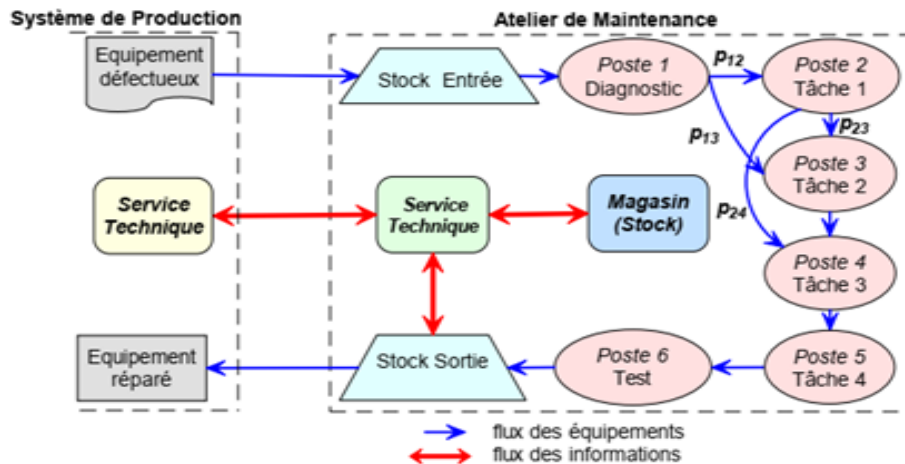 Système de Production
Atelier de Maintenance
Equipement
défectueux
Stock Entrée
Poste 1
Diagnostic
p12
Poste 2
Tâche 1
p13
p23
Poste 3
Tâche 2
p24
Service
Technique
Service
Technique
Magasin
(Stock)
Poste 4
Tâche 3
Equipement
réparé
Stock Sortie
Poste 6
Test
Poste 5
Tâche 4
flux des équipements
flux des informations